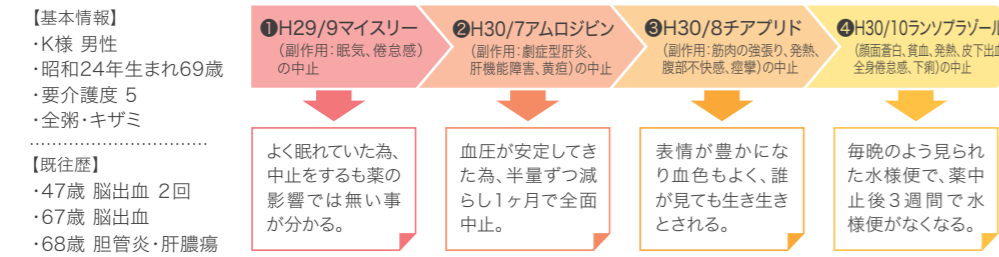 【基本情報】
・K様 男性
・昭和24年生まれ69歳
・要介護度 5
・全粥・キザミ
【既往歴】
・47歳 脳出血 2回
・67歳 脳出血
・68歳 胆管炎・肝膿瘍
❶H29/9マイスリー
（副作用：眠気、倦怠感）
の中止
よく眠れていた為、
中止をするも薬の
影響では無い事
が分かる。
❷H30/7アムロジピン
（副作用：劇症型肝炎、
肝機能障害、黄疸）の中止
血圧が安定してき
た為、半量ずつ減
らし1ヶ月で全面
中止。
❸H30/8チアプリド
（副作用：筋肉の強張り、発熱、
腹部不快感、痙攣）の中止
表情が豊かにな
り血色もよく、誰
が見ても生き生き
とされる。
❹H30/10ランソプラゾール
（顔面蒼白、貧血、発熱、皮下出血
全身倦怠感、下痢）の中止
毎晩のよう見られ
た水様便で、薬中
止後3週間で水
様便がなくなる。